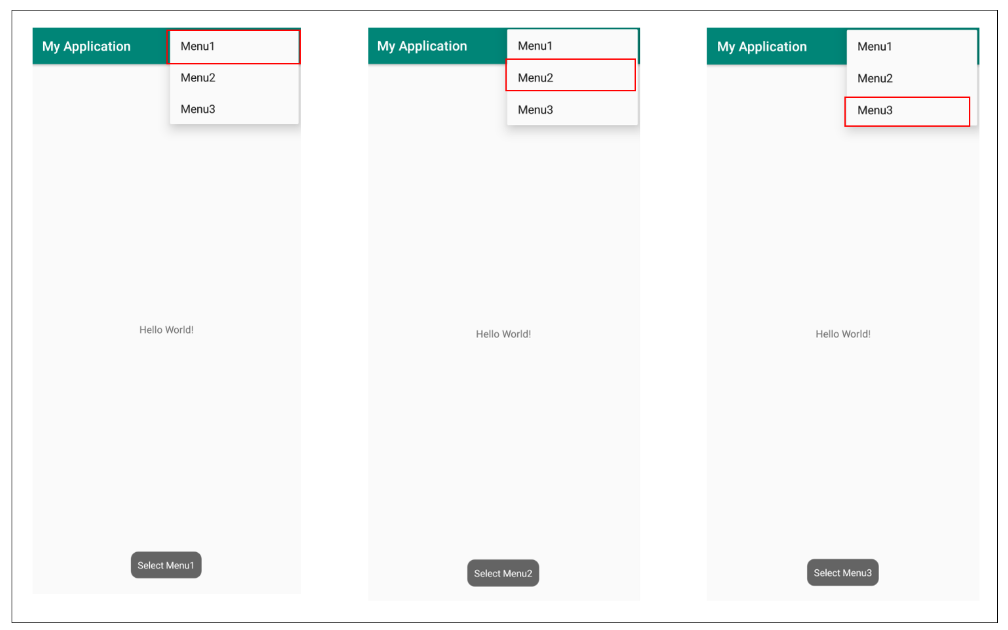 My Application
Menu1
Menu2
Menu3
Hello World!
Select Menu1
My Application
Menu1
Menu2
Menu3
Hello World!
Select Menu2
My Application
Menu1
Menu2
Menu3
Hello World!
Select Menu3